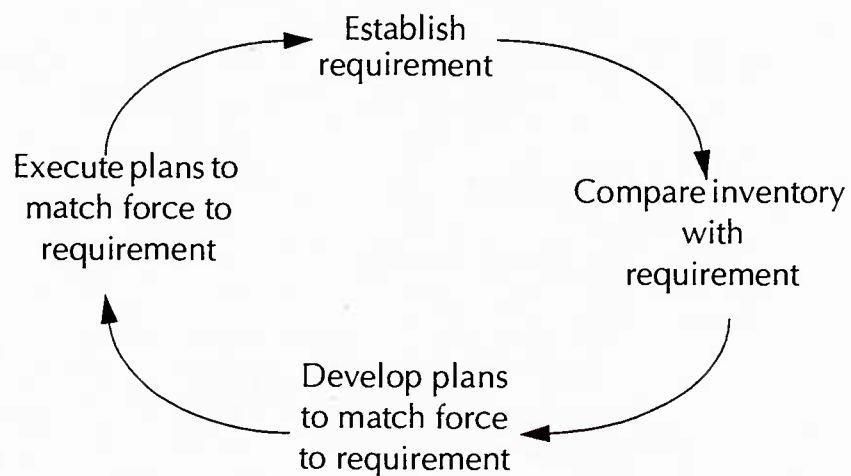 Establish
requirement
Compare inventory
with
requirement
Develop plans
to match force
to requirement
Execute plans to
match force to
requirement